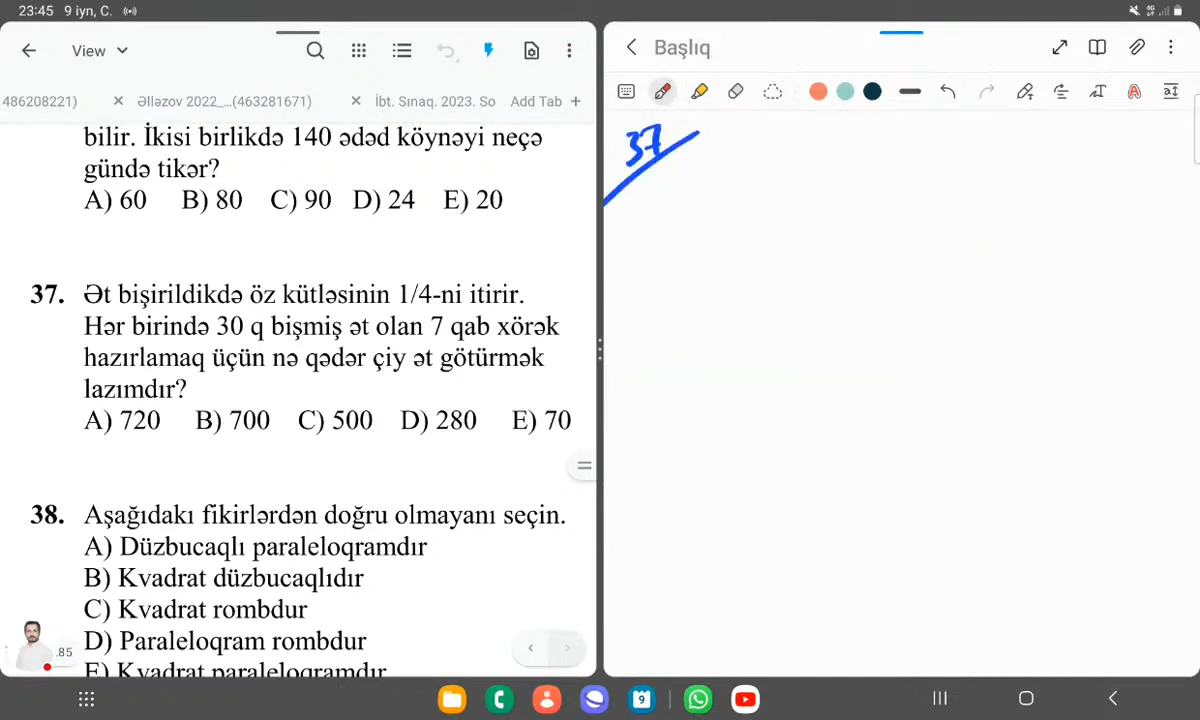 23:45 9 iyn, C.
View
486208221) × Əlləzov 2022_...(463281671) × İbt. Sınaq. 2023. So Add Tab +
bilir. İkisi birlikdə 140 ədəd köynəyi neçə
gündə tikər?
A) 60 B) 80 C) 90 D) 24 E) 20
37. Ət bişirildikdə öz kütləsinin 1/4-ni itirir.
Hər birində 30 q bişmiş ət olan 7 qab xörək
hazırlamaq üçün nə qədər çiy ət götürmək
lazımdır?
A) 720 B) 700 C) 500 D) 280 E) 70
38. Aşağıdakı fikirlərdən doğru olmayanı seçin.
A) Düzbucaqlı paraleloqramdır
B) Kvadrat düzbucaqlıdır
C) Kvadrat rombdur
D) Paraleloqram rombdur
E) Kvadrat paraleloqramdır
.85
Başlıq
37
9